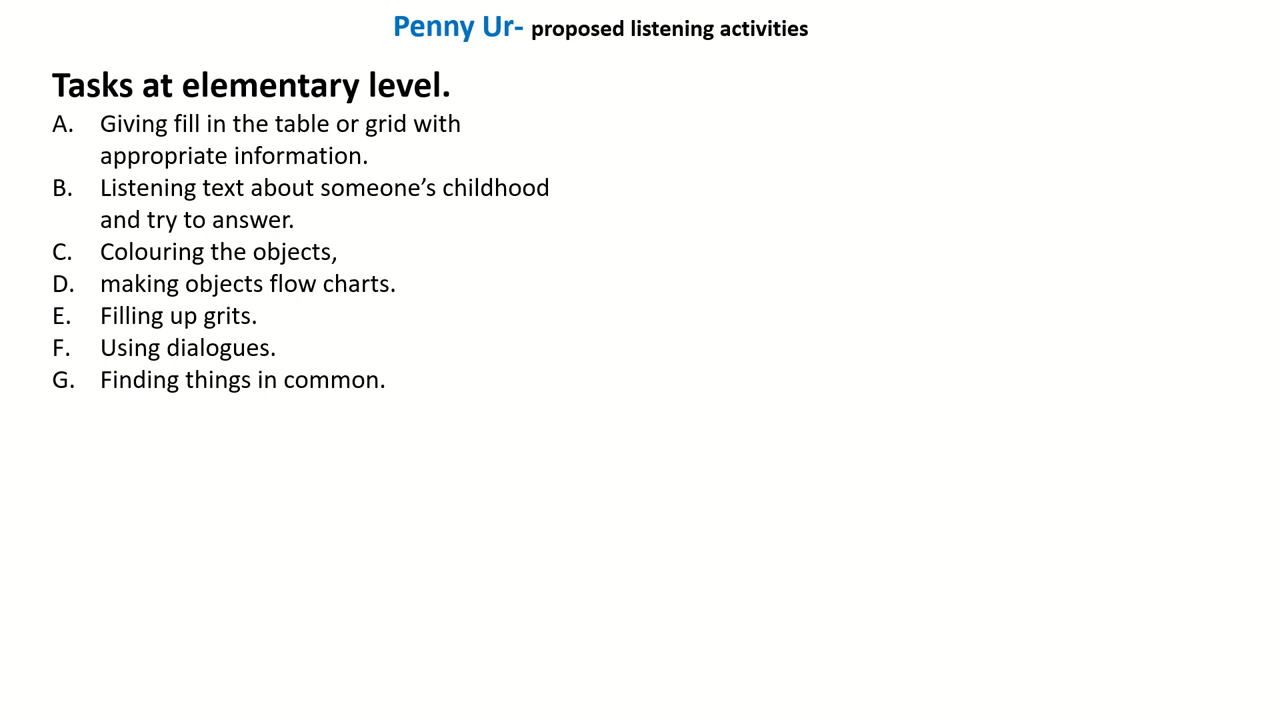 Penny Ur- proposed listening activities
Tasks at elementary level.
A. Giving fill in the table or grid with
appropriate information.
B. Listening text about someone’s childhood
and try to answer.
C. Colouring the objects,
D. making objects flow charts.
E. Filling up grits.
F. Using dialogues.
G. Finding things in common.